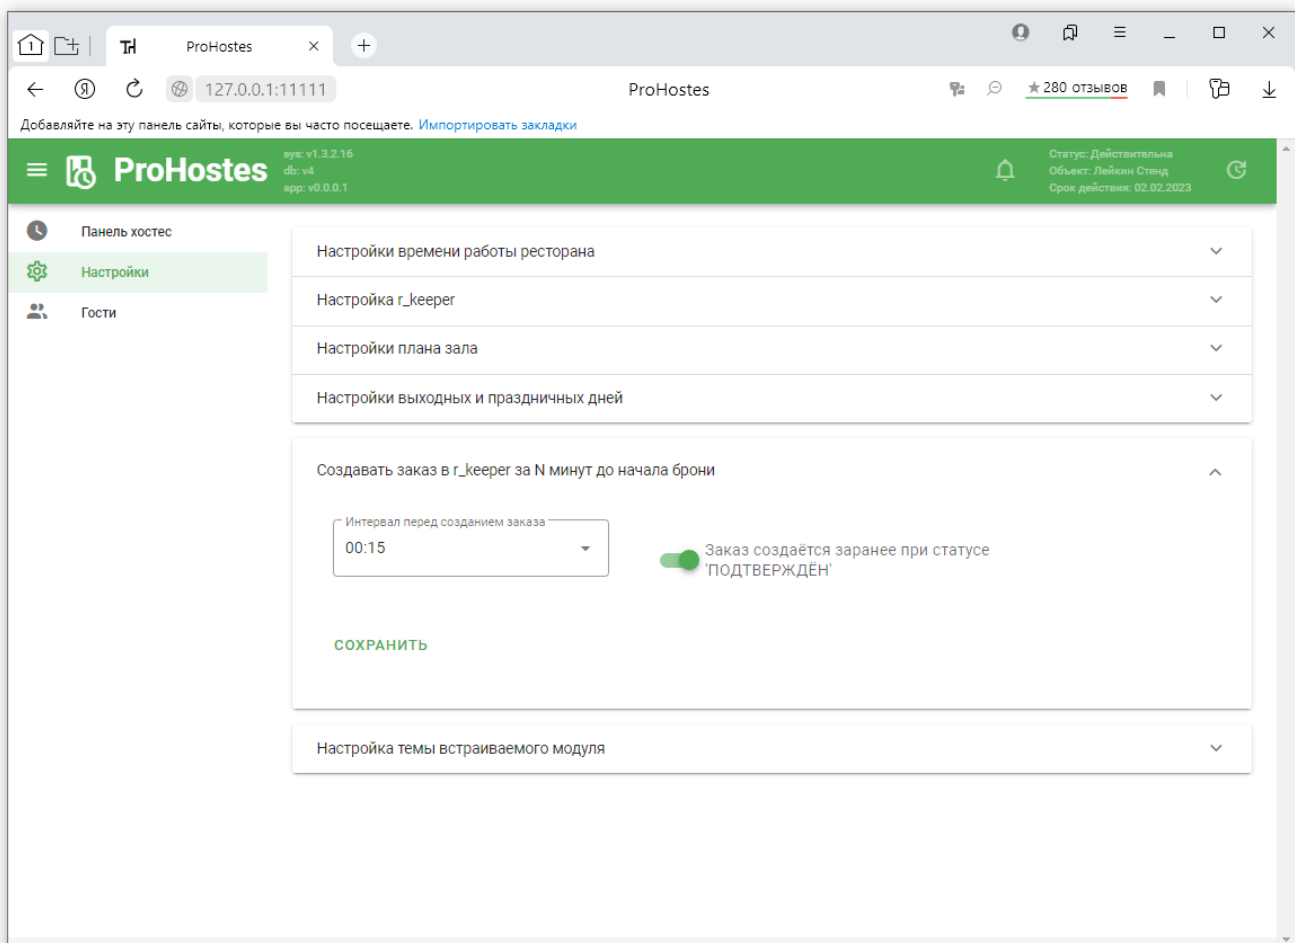 1
ProHostes
Я
127.0.0.1:11111
ProHostes
280 отзывов
Добавляйте на эту панель сайты, которые вы часто посещаете. Импортировать закладки
ProHostes
sys: v1.3.2.16
db: v4
app: v0.0.0.1
Статус: Действительна
Объект: Лейкин Стенд
Срок действия: 02.02.2023
Панель хостес
Настройки
Гости
Настройки времени работы ресторана
Настройка r_keeper
Настройки плана зала
Настройки выходных и праздничных дней
Создавать заказ в r_keeper за N минут до начала брони
Интервал перед созданием заказа
00:15
Заказ создаётся заранее при статусе
'ПОДТВЕРЖДЁН'
СОХРАНИТЬ
Настройка темы встраиваемого модуля